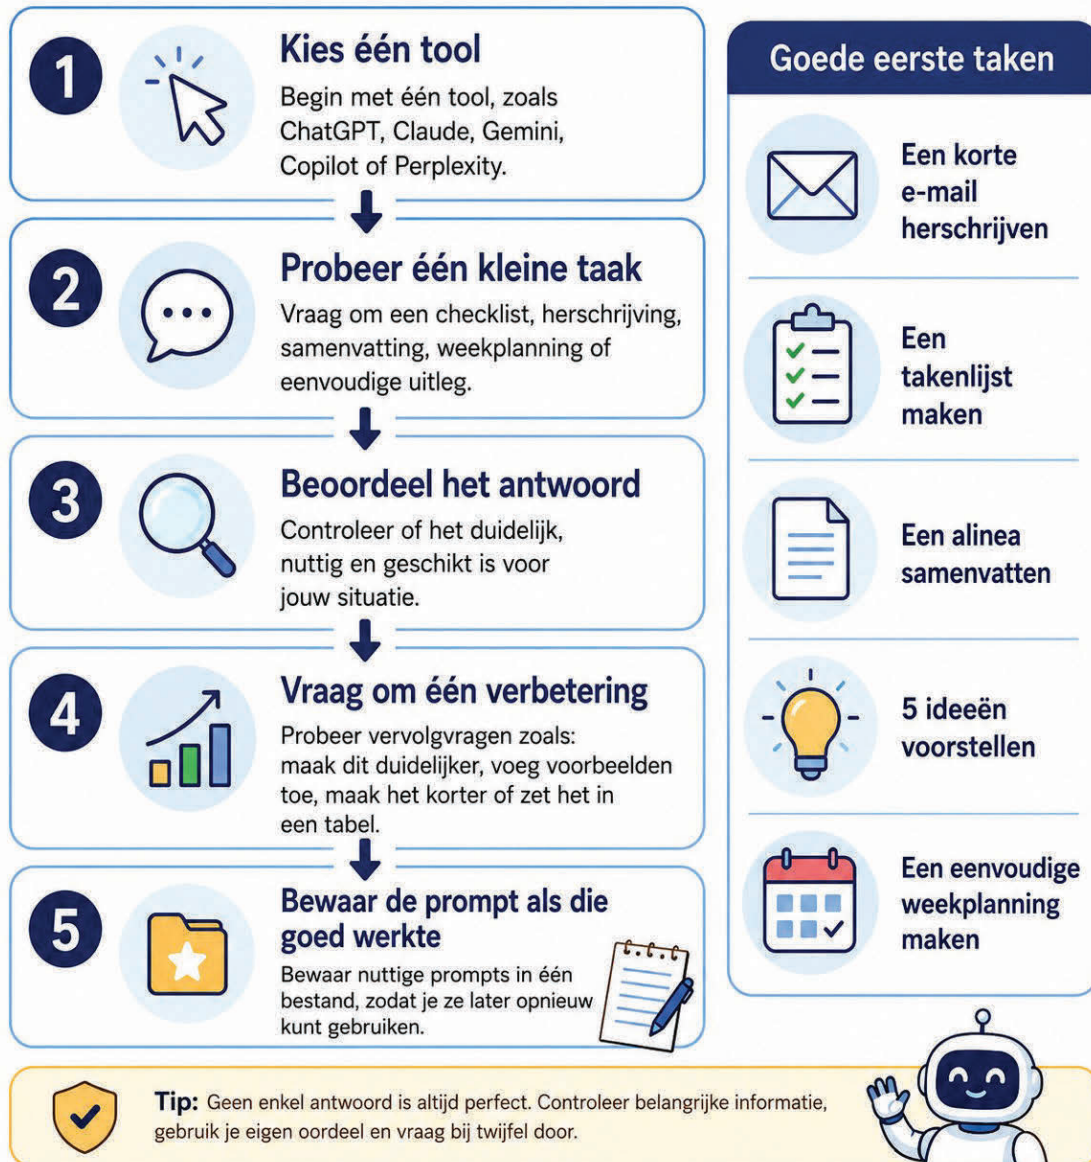 1
Kies één tool
Begin met één tool, zoals
ChatGPT, Claude, Gemini,
Copilot of Perplexity.
2
Probeer één kleine taak
Vraag om een checklist, herschrijving,
samenvatting, weekplanning of
eenvoudige uitleg.
3
Beoordeel het antwoord
Controleer of het duidelijk,
nuttig en geschikt is voor
jouw situatie.
4
Vraag om één verbetering
Probeer vervolgvragen zoals:
maak dit duidelijker, voeg voorbeelden
toe, maak het korter of zet het in
een tabel.
5
Bewaar de prompt als die
goed werkte
Bewaar nuttige prompts in één
bestand, zodat je ze later opnieuw
kunt gebruiken.
Goede eerste taken
Een korte
e-mail
herschrijven
Een
takenlijst
maken
Een alinea
samenvatten
5 ideeën
voorstellen
Een eenvoudige
weekplanning
maken
Tip: Geen enkel antwoord is altijd perfect. Controleer belangrijke informatie,
gebruik je eigen oordeel en vraag bij twijfel door.